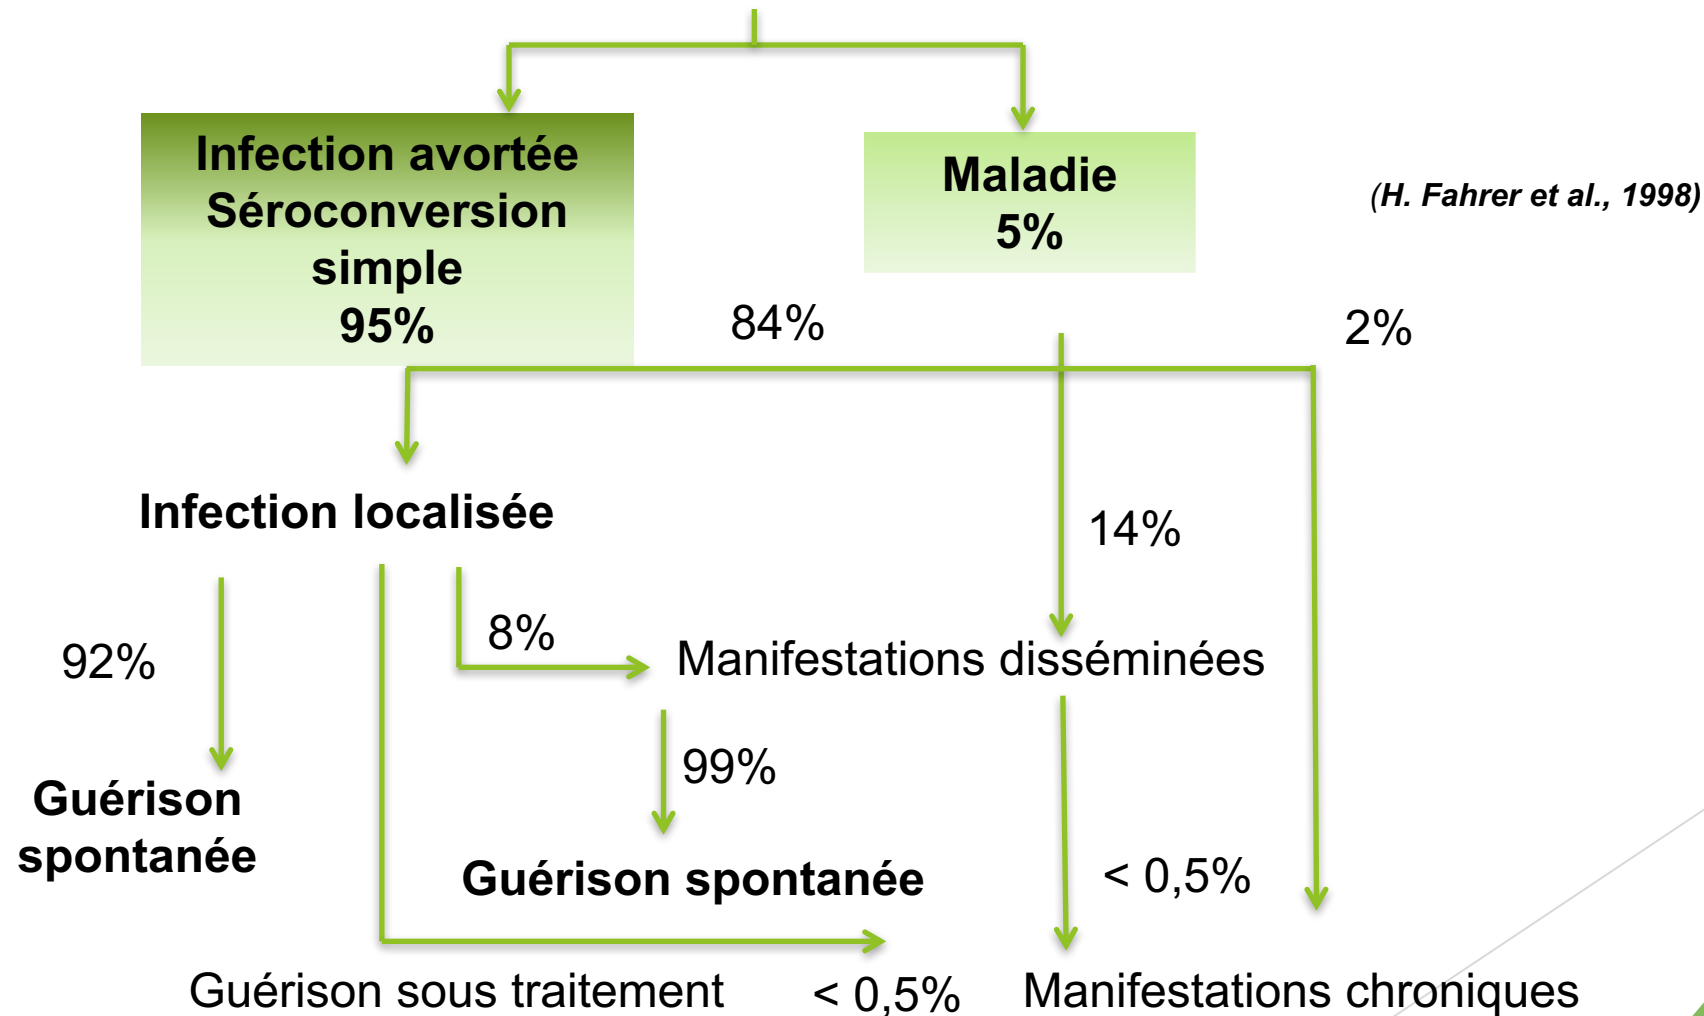 Infection avortée
Séroconversion
simple
95%
Maladie
5%
(H. Fahrer et al., 1998)
84%
2%
Infection localisée
14%
92%
8%
Manifestations disséminées
99%
Guérison
spontanée
Guérison spontanée
< 0,5%
Guérison sous traitement
< 0,5%
Manifestations chroniques